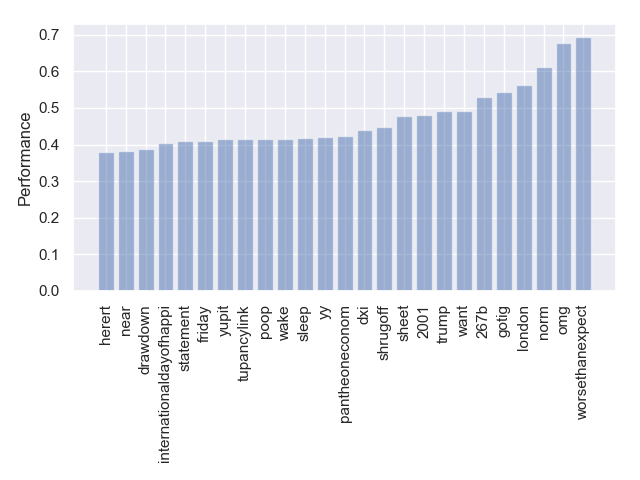 0.7
0.6
0.5
0.4
0.3
0.2
0.1
0.0
Performance
herert
near
drawdown
internationaldayofhappi
statement
friday
yupit
tupancylink
poop
wake
sleep
yy
pantheoneconom
dxi
shrugoff
sheet
2001
trump
want
267b
gotig
london
norm
omg
worsethanexpect